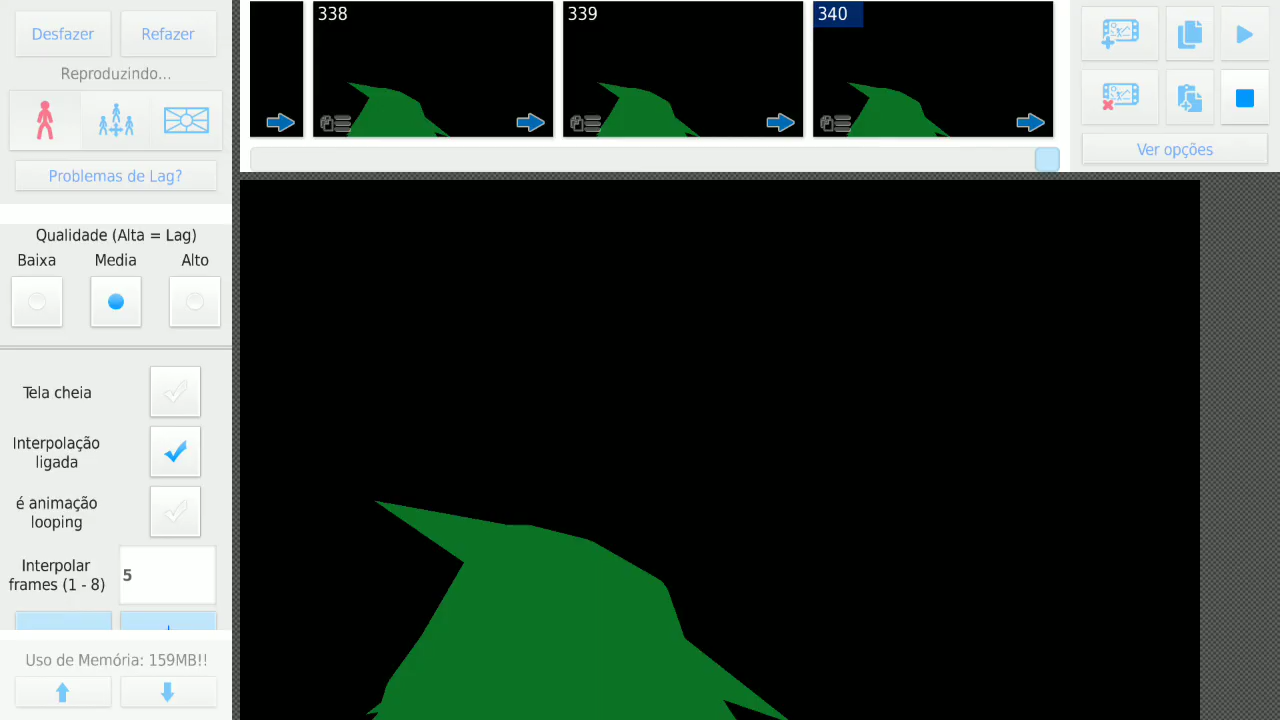 Desfazer
Refazer
Reproduzindo...
Problemas de Lag?
Qualidade (Alta = Lag)
Baixa
Media
Alto
Tela cheia
Interpolação
ligada
é animação
looping
Interpolar
frames (1 - 8)
5
Uso de Memória: 159MB!!
338
339
340
Ver opções